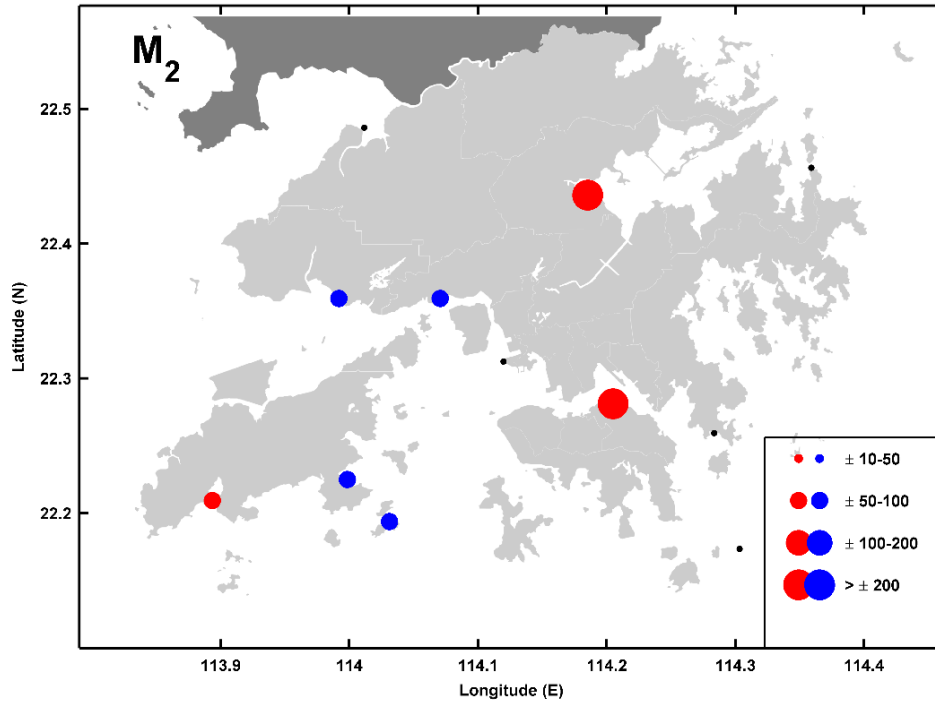 M2
22.5
22.4
22.3
22.2
Latitude (N)
113.9 114 114.1 114.2 114.3 114.4
Longitude (E)
± 10-50
± 50-100
± 100-200
> ± 200